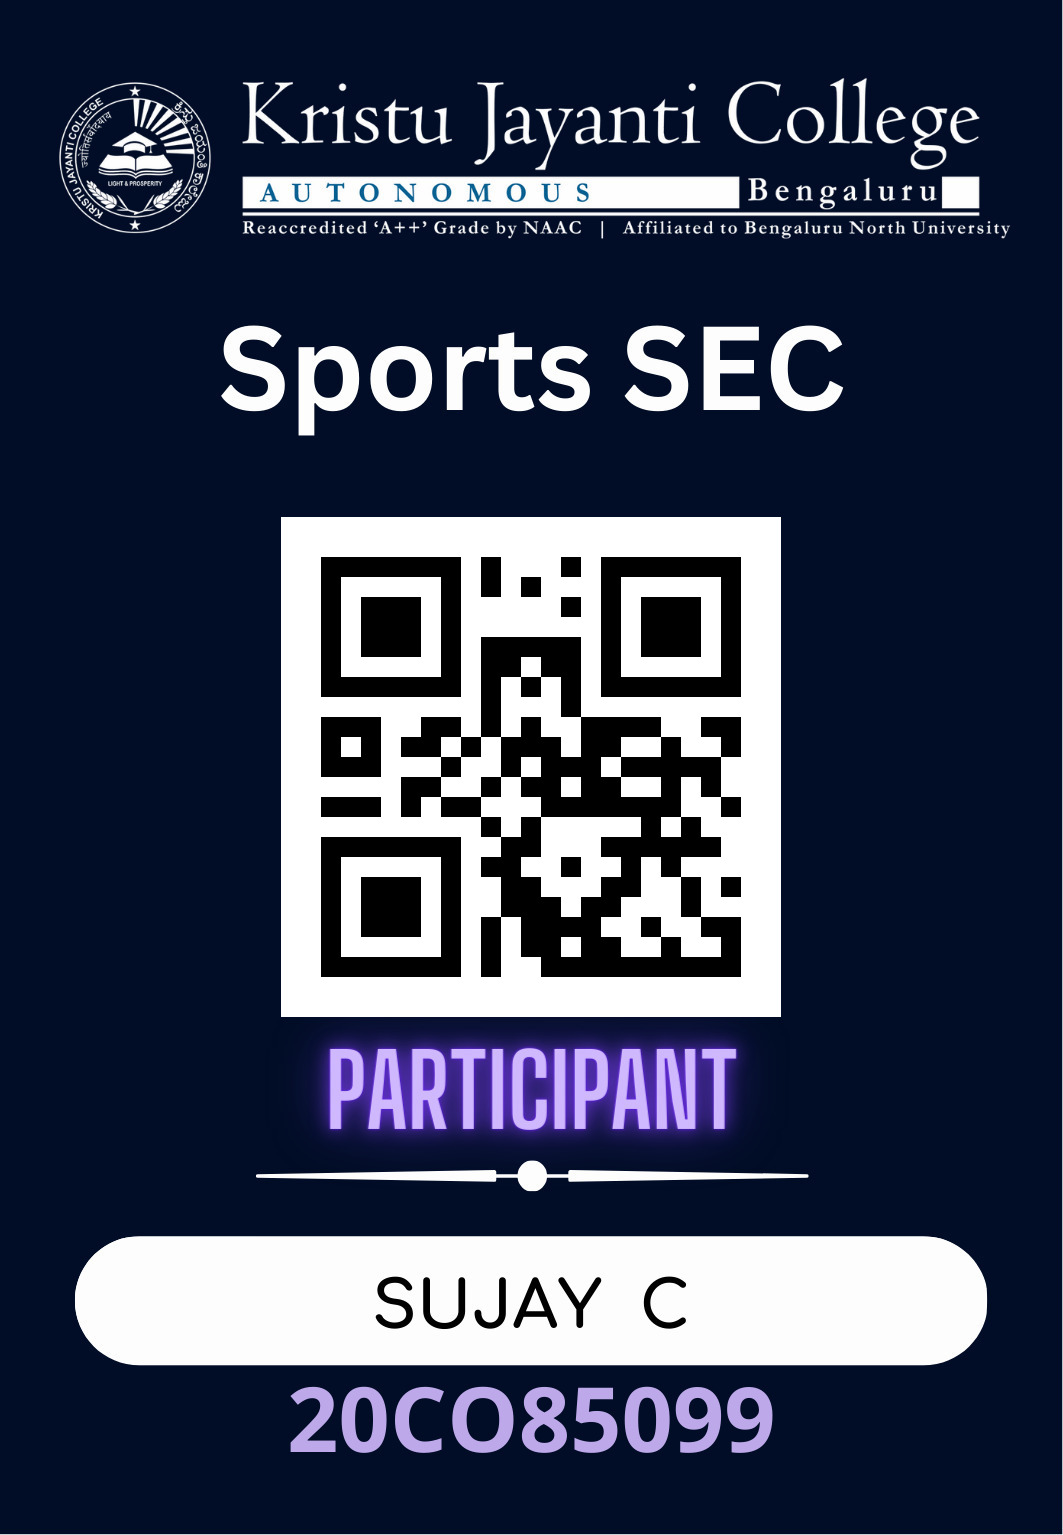 KRISTU JAYANTI COLLEGE
ಕ್ರಿಸ್ತು ಜಯಂತಿ ಕಾಲೇಜು
LIGHT & PROSPERITY
Kristu Jayanti College
AUTONOMOUS Bengaluru
Reaccredited ‘A++’ Grade by NAAC | Affiliated to Bengaluru North University
Sports SEC
PARTICIPANT
SUJAY C
20CO85099